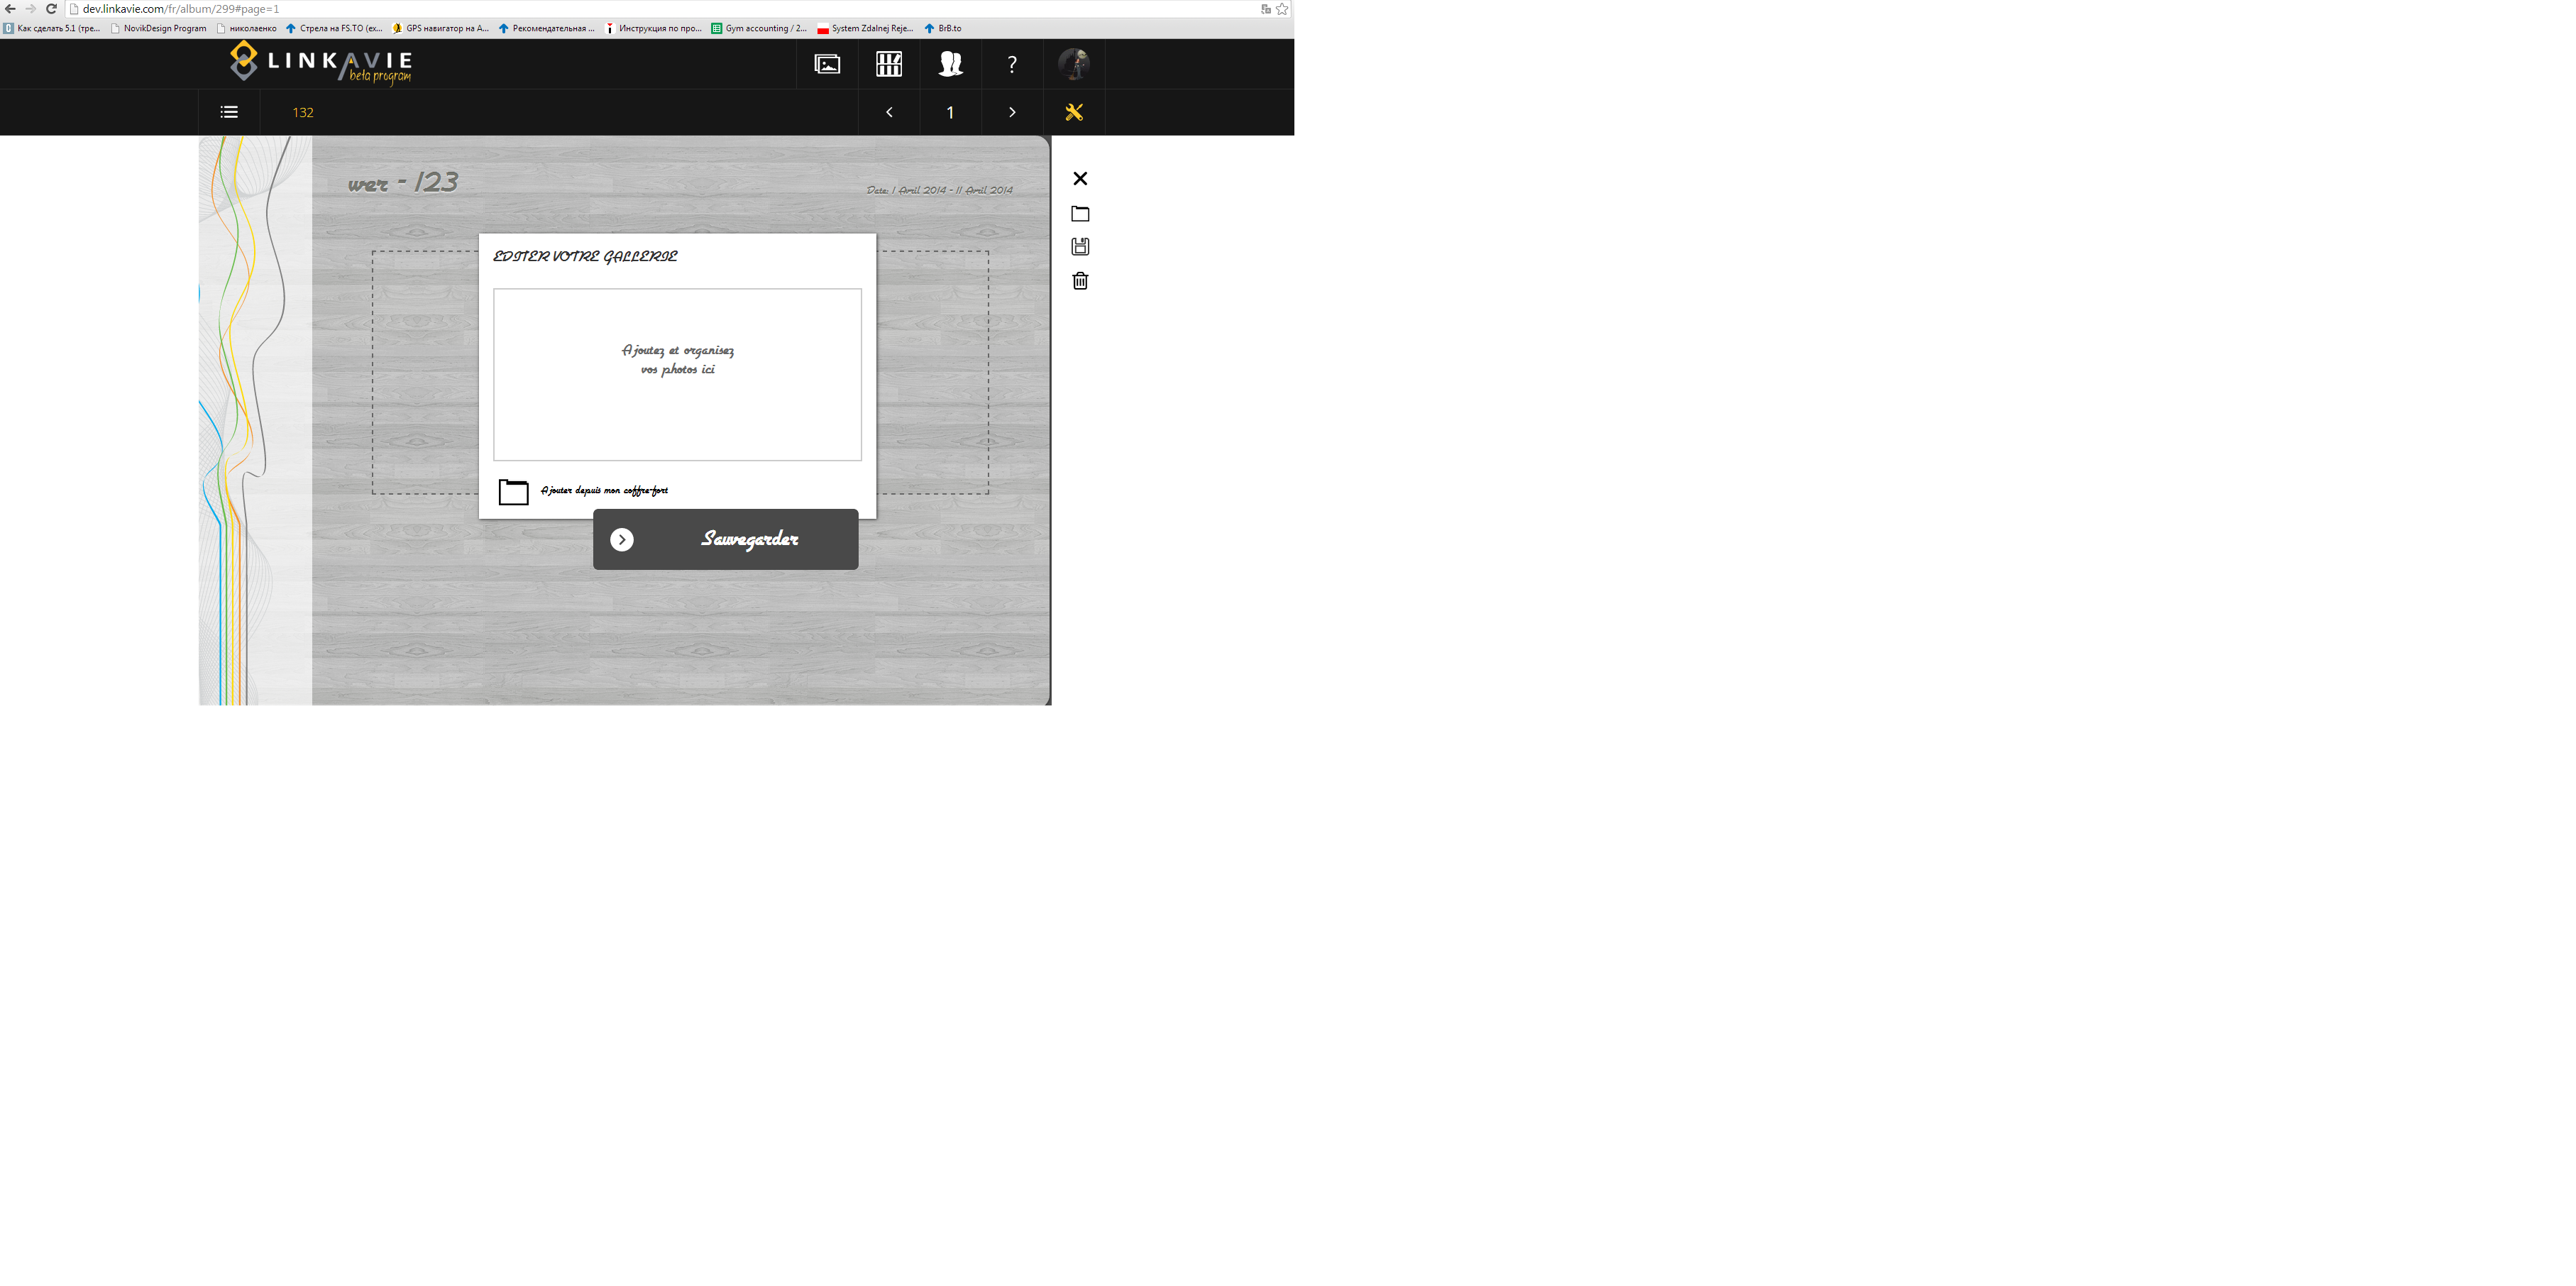 dev.linkavie.com/fr/album/299#page=1
Как сделать 5.1 (тре... NovikDesign Program николаенко Стрела на FS.TO (ex... GPS навигатор на А... Рекомендательная ... Инструкция по про... Gym accounting / 2... System Zdalnej Reje... BrB.to
LINKAVIE
beta program
?
132
1
wer - 123
Date: 1 Avril 2014 - 11 Avril 2014
EDITER VOTRE GALLERIE
Ajoutez et organisez
vos photos ici
Ajouter depuis mon coffre-fort
Sauvegarder